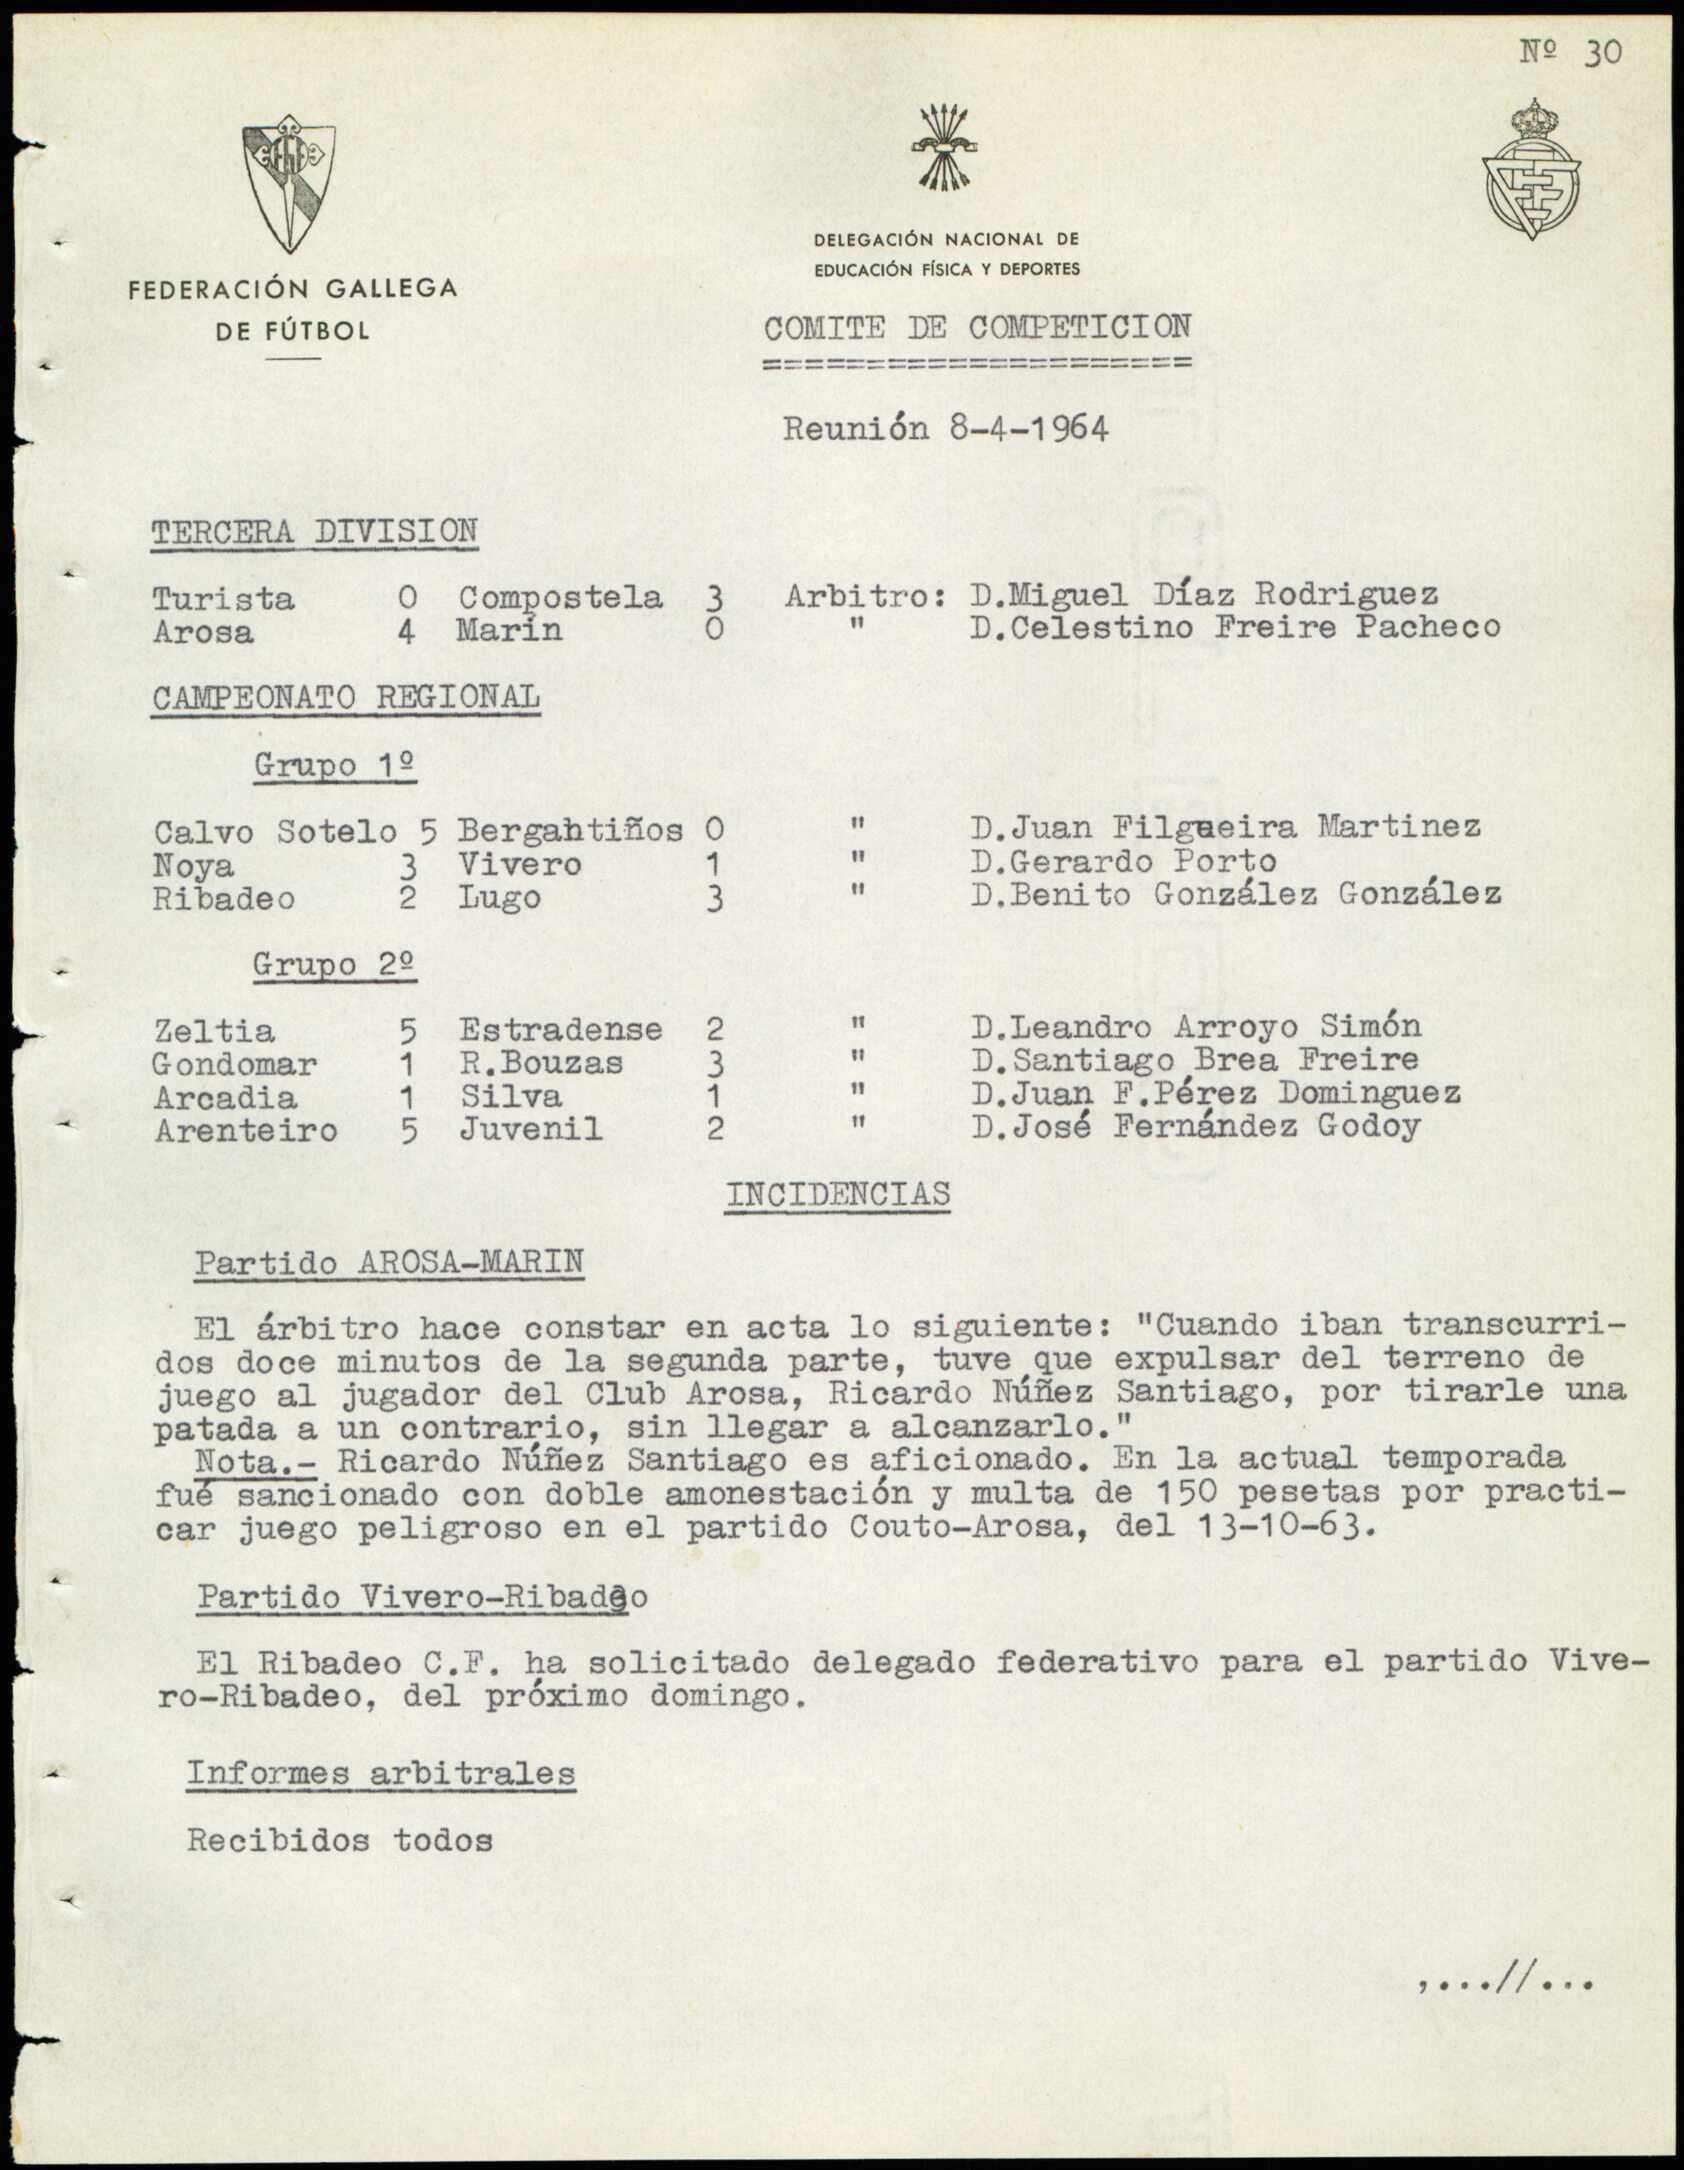 Nº 30
FEDERACIÓN GALLEGA
DE FÚTBOL
DELEGACIÓN NACIONAL DE
EDUCACIÓN FÍSICA Y DEPORTES
COMITE DE COMPETICION
=====================
Reunión 8-4-1964
TERCERA DIVISION
Turista 0 Compostela 3 Arbitro: D.Miguel Díaz Rodriguez
Arosa 4 Marín 0 " D.Celestino Freire Pacheco
CAMPEONATO REGIONAL
Grupo 1º
Calvo Sotelo 5 Bergantiños 0 " D.Juan Filgueira Martinez
Noya 3 Vivero 1 " D.Gerardo Porto
Ribadeo 2 Lugo 3 " D.Benito González González
Grupo 2º
Zeltia 5 Estradense 2 " D.Leandro Arroyo Simón
Gondomar 1 R.Bouzas 3 " D.Santiago Brea Freire
Arcadia 1 Silva 1 " D.Juan F.Pérez Dominguez
Arenteiro 5 Juvenil 2 " D.José Fernández Godoy
INCIDENCIAS
Partido AROSA-MARIN
El árbitro hace constar en acta lo siguiente: "Cuando iban transcurri-
dos doce minutos de la segunda parte, tuve que expulsar del terreno de
juego al jugador del Club Arosa, Ricardo Núñez Santiago, por tirarle una
patada a un contrario, sin llegar a alcanzarlo."
Nota.- Ricardo Núñez Santiago es aficionado. En la actual temporada
fué sancionado con doble amonestación y multa de 150 pesetas por practi-
car juego peligroso en el partido Couto-Arosa, del 13-10-63.
Partido Vivero-Ribadeo
El Ribadeo C.F. ha solicitado delegado federativo para el partido Vive-
ro-Ribadeo, del próximo domingo.
Informes arbitrales
Recibidos todos
,...//...